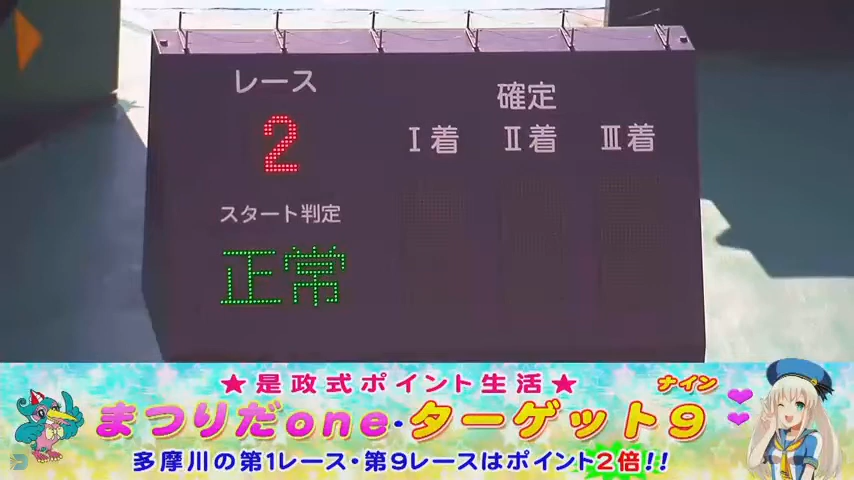 レース
2
確定
Ⅰ着 Ⅱ着 Ⅲ着
スタート判定
正常
★是政式ポイント生活★
ナイン
まつりだone・ターゲット9
多摩川の第1レース・第9レースはポイント2倍!!